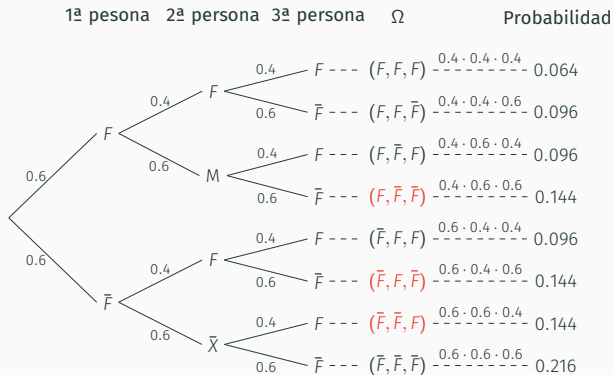 1ª pesona 2ª persona 3ª persona Ω Probabilidad
0.4 F (F, F, F) 0.4 · 0.4 · 0.4 0.064
0.4 F
0.6 F̄ (F, F, F̄) 0.4 · 0.4 · 0.6 0.096
F
0.6 0.6 M 0.4 F (F, F̄, F) 0.4 · 0.6 · 0.4 0.096
0.6 F̄ (F, F̄, F̄) 0.4 · 0.6 · 0.6 0.144
0.4 F (F̄, F, F) 0.6 · 0.4 · 0.4 0.096
0.6 0.4 F
0.6 F̄ (F̄, F, F̄) 0.6 · 0.4 · 0.6 0.144
F̄
0.4 F (F̄, F̄, F) 0.6 · 0.6 · 0.4 0.144
0.6 X̄
0.6 F̄ (F̄, F̄, F̄) 0.6 · 0.6 · 0.6 0.216